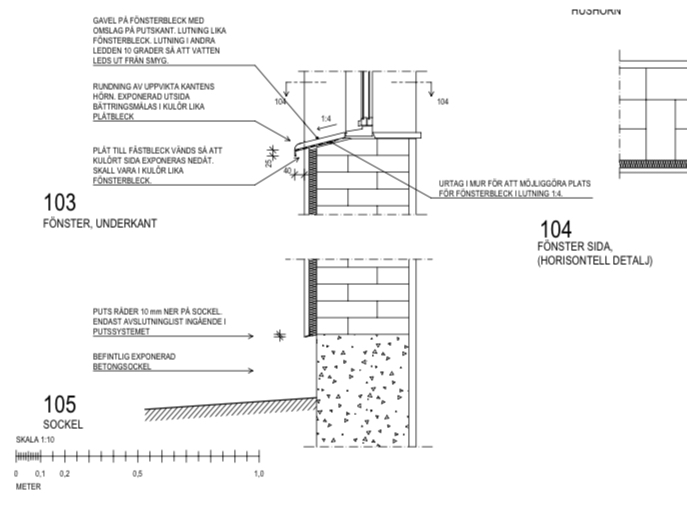 HUSHÖRN
GAVEL PÅ FÖNSTERBLECK MED
OMSLAG PÅ PUTSKANT. LUTNING LIKA
FÖNSTERBLECK. LUTNING I ANDRA
LEDDEN 10 GRADER SÅ ATT VATTEN
LEDS UT FRÅN SMYG.
RUNDNING AV UPPVIKTA KANTENS
HÖRN. EXPONERAD UTSIDA
BÄTTRINGSMÅLAS I KULÖR LIKA
PLÅTBLECK
104
104
1:4
PLÅT TILL FÄSTBLECK VÄNDS SÅ ATT
KULÖRT SIDA EXPONERAS NEDÅT.
SKALL VARA I KULÖR LIKA
FÖNSTERBLECK.
25
40
URTAG I MUR FÖR ATT MÖJLIGGÖRA PLATS
FÖR FÖNSTERBLECK I LUTNING 1:4.
103
FÖNSTER, UNDERKANT
104
FÖNSTER SIDA,
(HORISONTELL DETALJ)
PUTS RÅDER 10 mm NER PÅ SOCKEL.
ENDAST AVSLUTNINGLIST INGÅENDE I
PUTSSYSTEMET
BEFINTLIG EXPONERAD
BETONGSOCKEL
105
SOCKEL
SKALA 1:10
0 0,1 0,2 0,5 1,0
METER